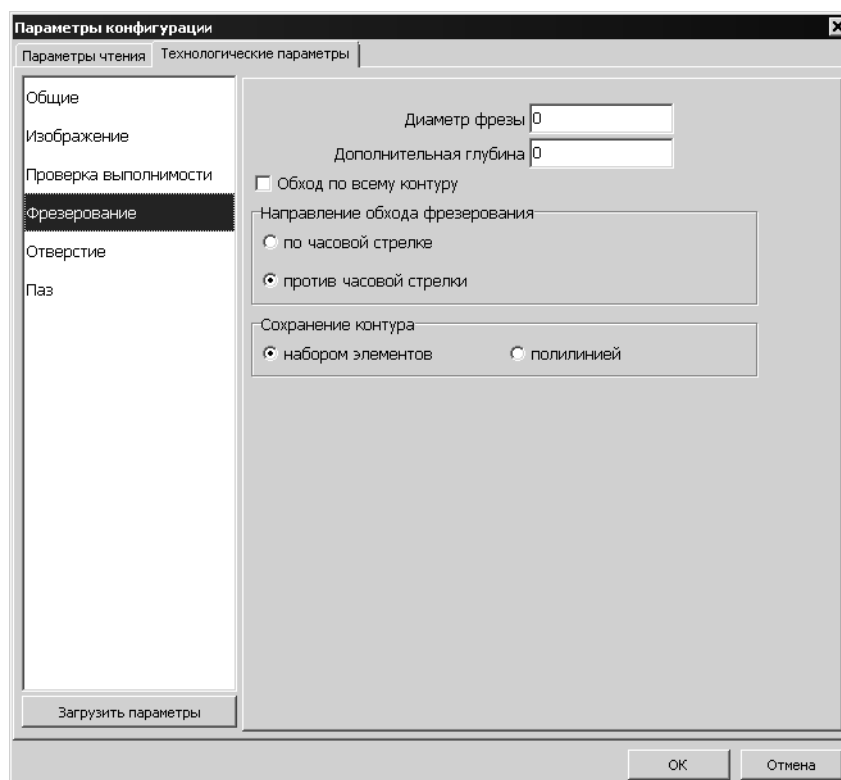 Параметры конфигурации
Параметры чтения Технологические параметры
Общие
Изображение
Проверка выполнимости
Фрезерование
Отверстие
Паз
Загрузить параметры
Диаметр фрезы 0
Дополнительная глубина 0
Обход по всему контуру
Направление обхода фрезерования
по часовой стрелке
против часовой стрелки
Сохранение контура
набором элементов полилинией
OK Отмена